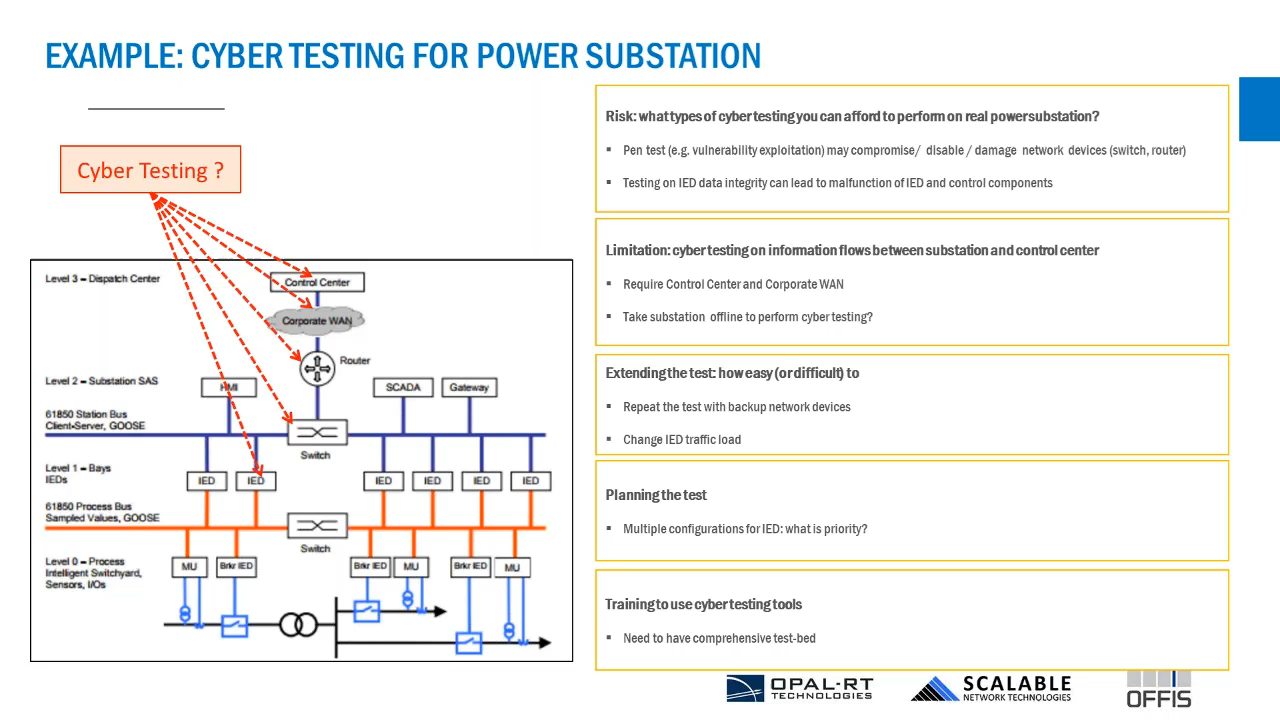 EXAMPLE: CYBER TESTING FOR POWER SUBSTATION
Cyber Testing ?
Level 3 – Dispatch Center
Control Center
Corporate WAN
Router
Level 2 – Substation SAS
HMI
SCADA
Gateway
61850 Station Bus
Client-Server, GOOSE
Switch
Level 1 – Bays
IEDs
IED
IED
IED
IED
IED
IED
61850 Process Bus
Sampled Values, GOOSE
Switch
Level 0 – Process
Intelligent Switchyard,
Sensors, I/Os
MU
Brkr IED
Brkr IED
MU
Brkr IED
MU
Risk: what types of cyber testing you can afford to perform on real power substation?
▪ Pen test (e.g. vulnerability exploitation) may compromise/ disable / damage network devices (switch, router)
▪ Testing on IED data integrity can lead to malfunction of IED and control components
Limitation: cyber testing on information flows between substation and control center
▪ Require Control Center and Corporate WAN
▪ Take substation offline to perform cyber testing?
Extending the test: how easy (or difficult) to
▪ Repeat the test with backup network devices
▪ Change IED traffic load
Planning the test
▪ Multiple configurations for IED: what is priority?
Training to use cyber testing tools
▪ Need to have comprehensive test-bed
OPAL-RT
TECHNOLOGIES
SCALABLE
NETWORK TECHNOLOGIES
OFFIS